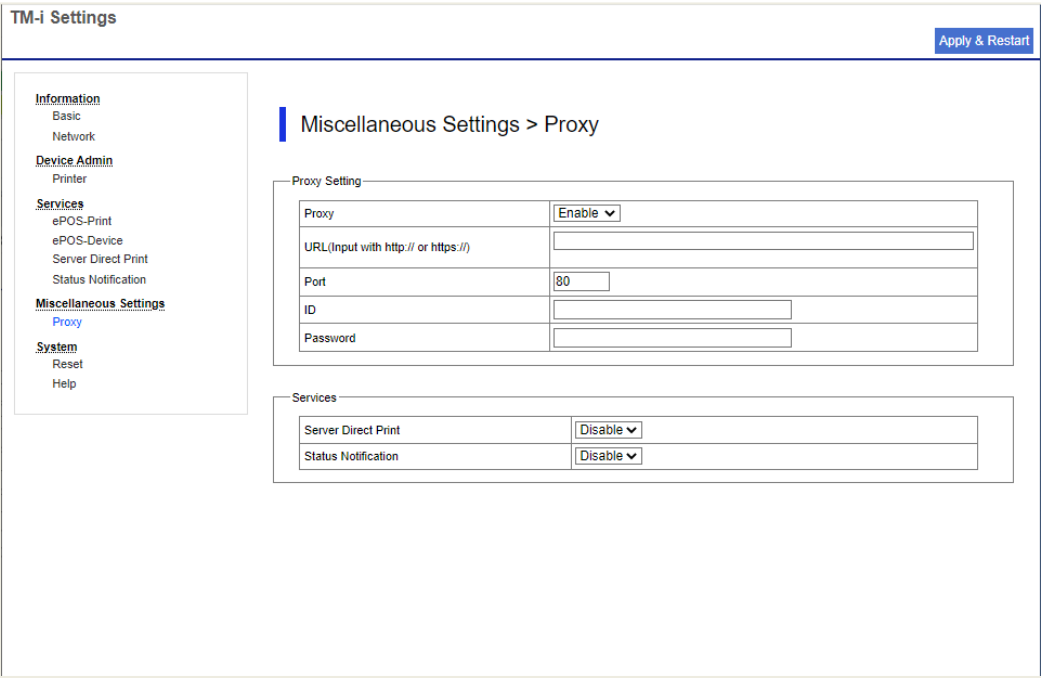 TM-i Settings
Apply & Restart
Information
Basic
Network
Device Admin
Printer
Services
ePOS-Print
ePOS-Device
Server Direct Print
Status Notification
Miscellaneous Settings
Proxy
System
Reset
Help
Miscellaneous Settings > Proxy
Proxy Setting
Proxy Enable
URL(Input with http:// or https://)
Port 80
ID
Password
Services
Server Direct Print Disable
Status Notification Disable